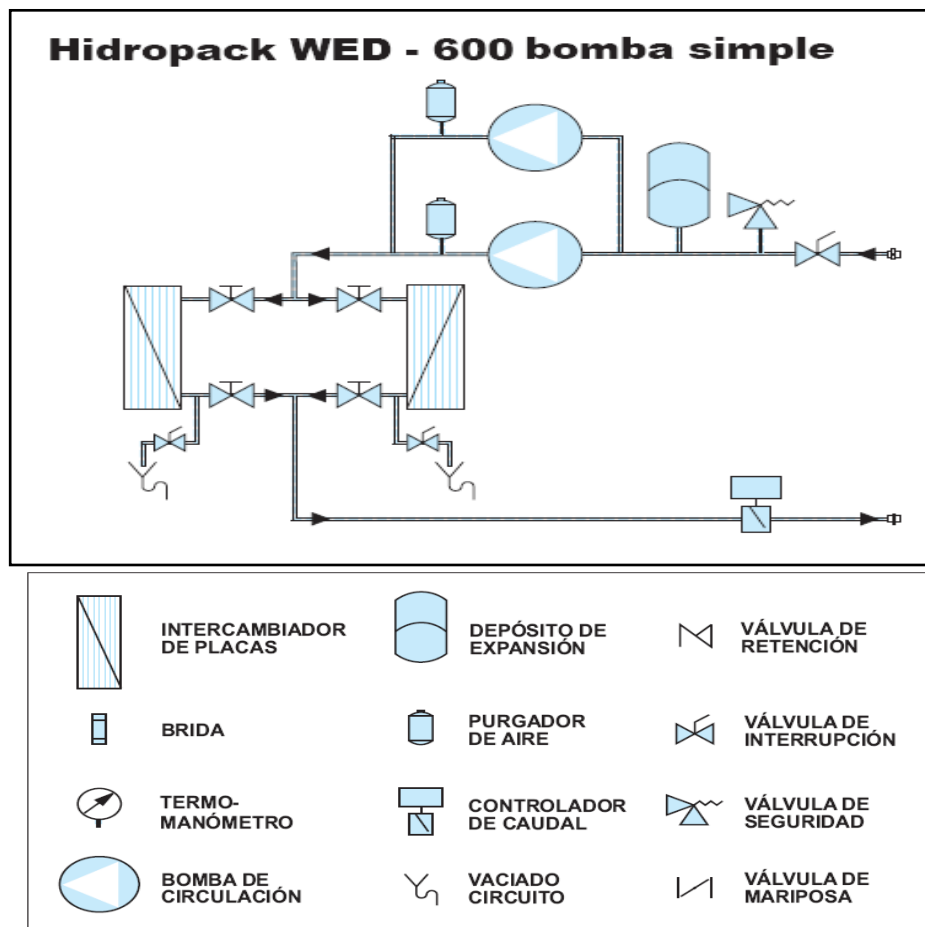 Hidropack WED - 600 bomba simple
INTERCAMBIADOR
DE PLACAS
DEPÓSITO DE
EXPANSIÓN
VÁLVULA DE
RETENCIÓN
BRIDA
PURGADOR
DE AIRE
VÁLVULA DE
INTERRUPCIÓN
TERMO-
MANÓMETRO
CONTROLADOR
DE CAUDAL
VÁLVULA DE
SEGURIDAD
BOMBA DE
CIRCULACIÓN
VACIADO
CIRCUITO
VÁLVULA DE
MARIPOSA